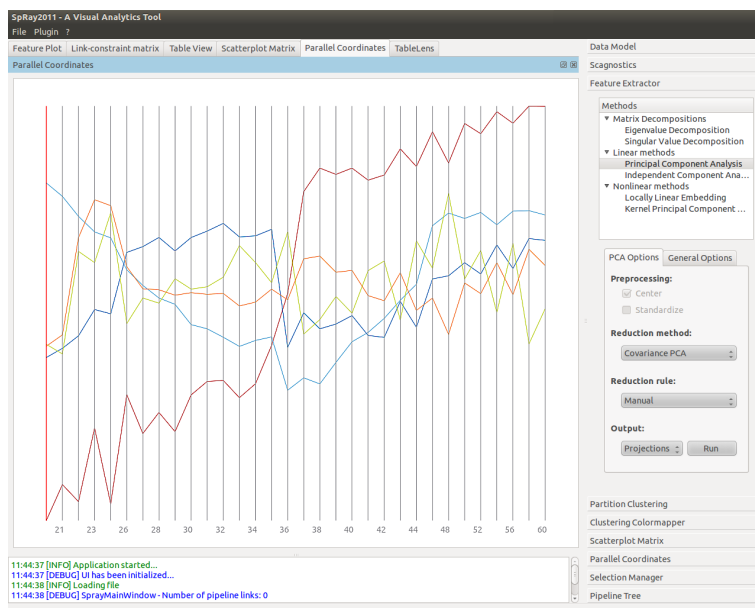 SpRay2011 - A Visual Analytics Tool
File Plugin ?
Feature Plot Link-constraint matrix Table View Scatterplot Matrix Parallel Coordinates TableLens
Parallel Coordinates
21 23 26 28 30 32 34 36 38 40 42 44 48 52 56 60
11:44:37 [INFO] Application started...
11:44:37 [DEBUG] UI has been initialized...
11:44:38 [INFO] Loading file
11:44:38 [DEBUG] SprayMainWindow - Number of pipeline links: 0
Data Model
Scagnostics
Feature Extractor
Methods
Matrix Decompositions
Eigenvalue Decomposition
Singular Value Decomposition
Linear methods
Principal Component Analysis
Independent Component Ana...
Nonlinear methods
Locally Linear Embedding
Kernel Principal Component ...
PCA Options General Options
Preprocessing:
Center
Standardize
Reduction method:
Covariance PCA
Reduction rule:
Manual
Output:
Projections Run
Partition Clustering
Clustering Colormapper
Scatterplot Matrix
Parallel Coordinates
Selection Manager
Pipeline Tree